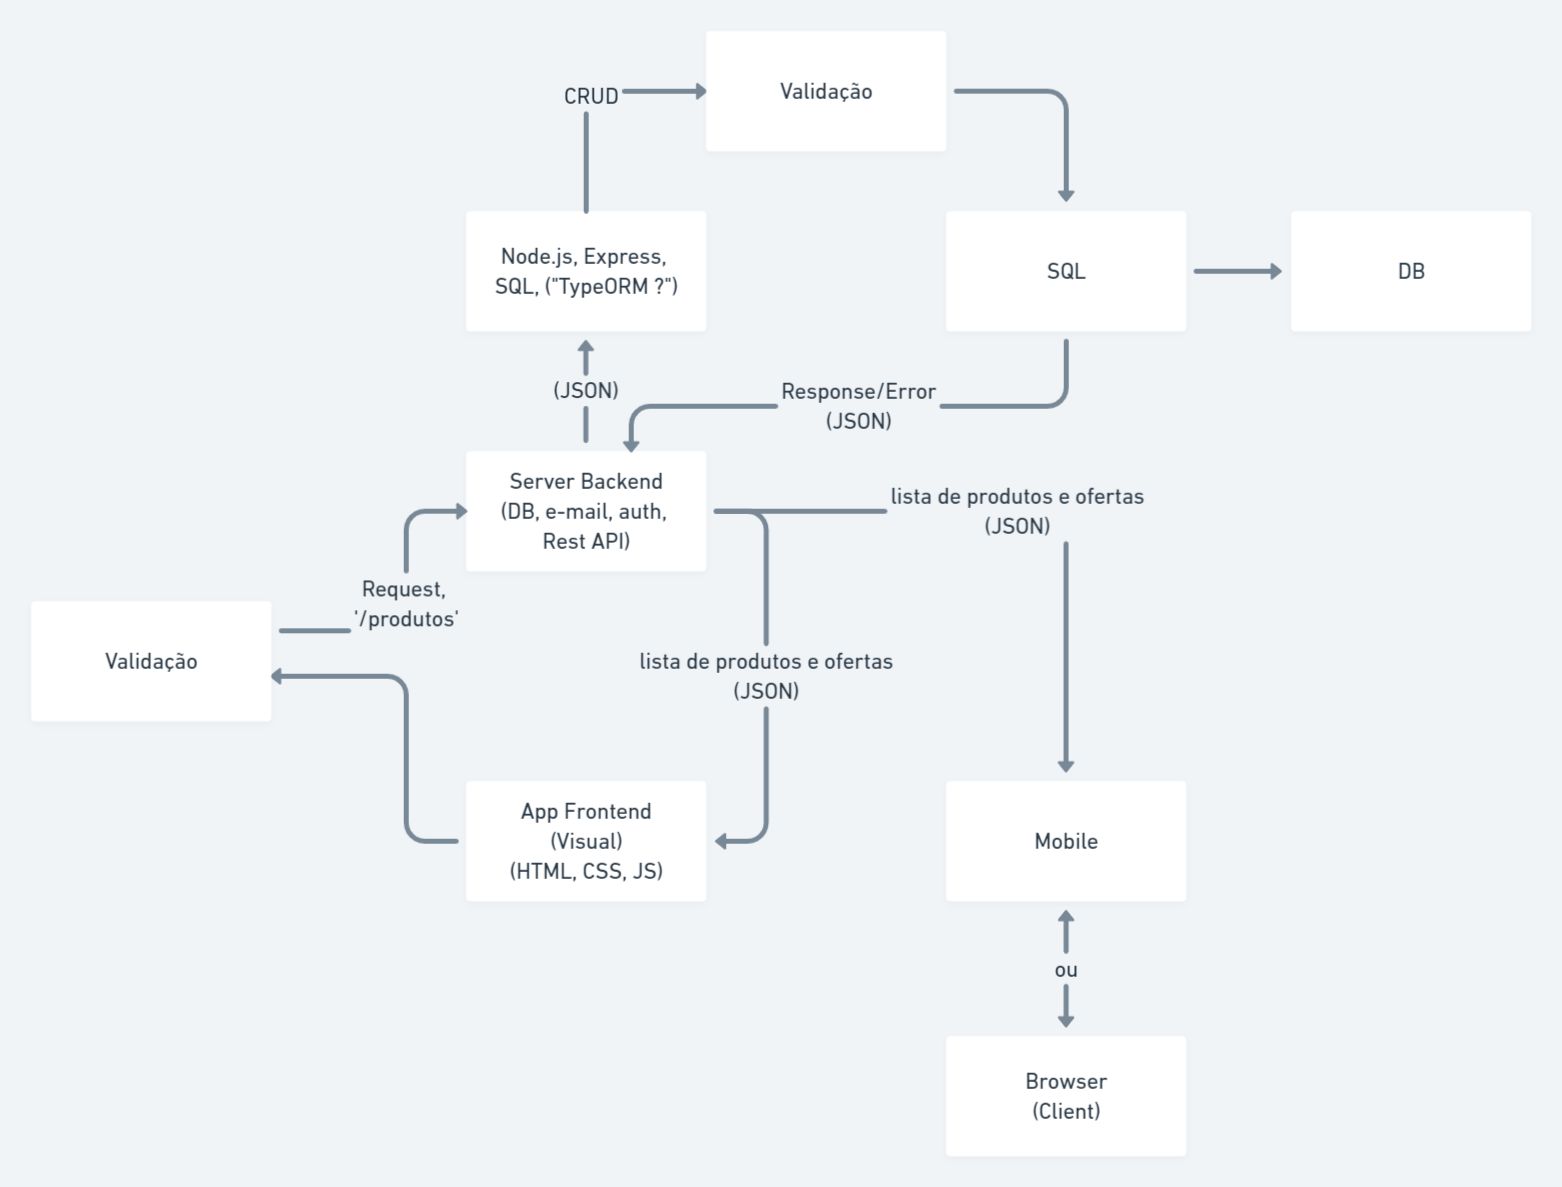 CRUD
Validação
Node.js, Express,
SQL, ("TypeORM ?")
SQL
DB
(JSON)
Response/Error
(JSON)
Server Backend
(DB, e-mail, auth,
Rest API)
lista de produtos e ofertas
(JSON)
Request,
'/produtos'
Validação
lista de produtos e ofertas
(JSON)
App Frontend
(Visual)
(HTML, CSS, JS)
Mobile
ou
Browser
(Client)